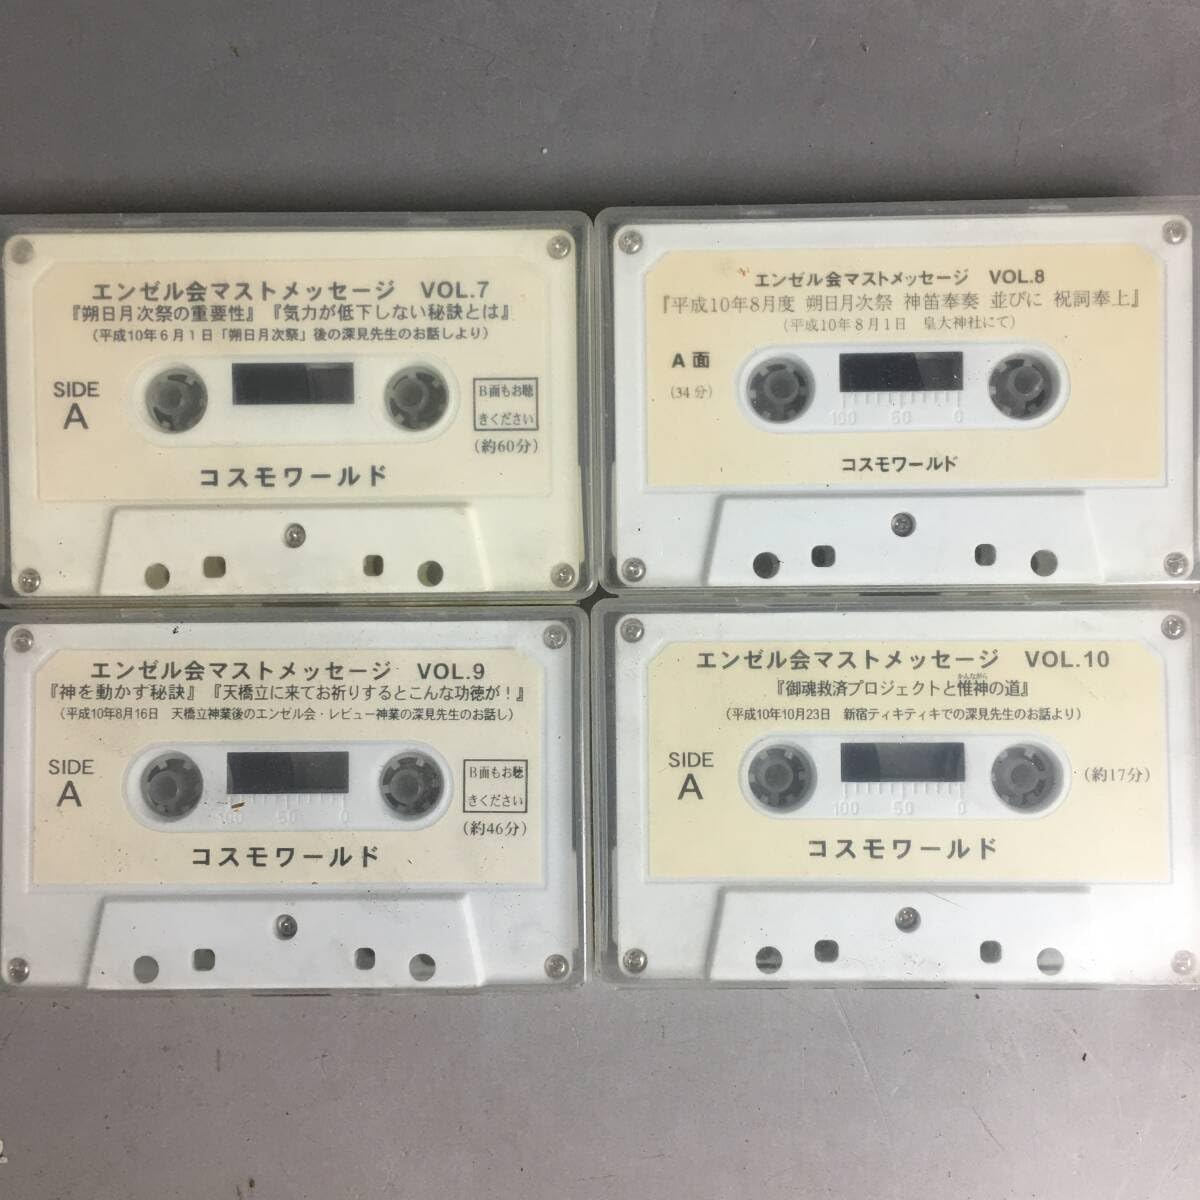 エンゼル会マストメッセージ VOL.7
『朔日月次祭の重要性』『気力が低下しない秘訣とは』
(平成10年6月1日「朔日月次祭」後の深見先生のお話しより)
SIDE
A
B面もお聴
きください
(約60分)
コスモワールド
エンゼル会マストメッセージ VOL.8
『平成10年8月度 朔日月次祭 神笛奉奏 並びに 祝詞奉上』
(平成10年8月1日 皇大神社にて)
A面
(34分)
100 50 0
コスモワールド
エンゼル会マストメッセージ VOL.9
『神を動かす秘訣』『天橋立に来てお祈りするとこんな功徳が!』
(平成10年8月16日 天橋立神業後のエンゼル会・レビュー神業の深見先生のお話し)
SIDE
A
100 50 0
B面もお聴
きください
(約46分)
コスモワールド
エンゼル会マストメッセージ VOL.10
かんながら
『御魂救済プロジェクトと惟神の道』
(平成10年10月23日 新宿ティキティキでの深見先生のお話より)
SIDE
A
100 50 0
(約17分)
コスモワールド